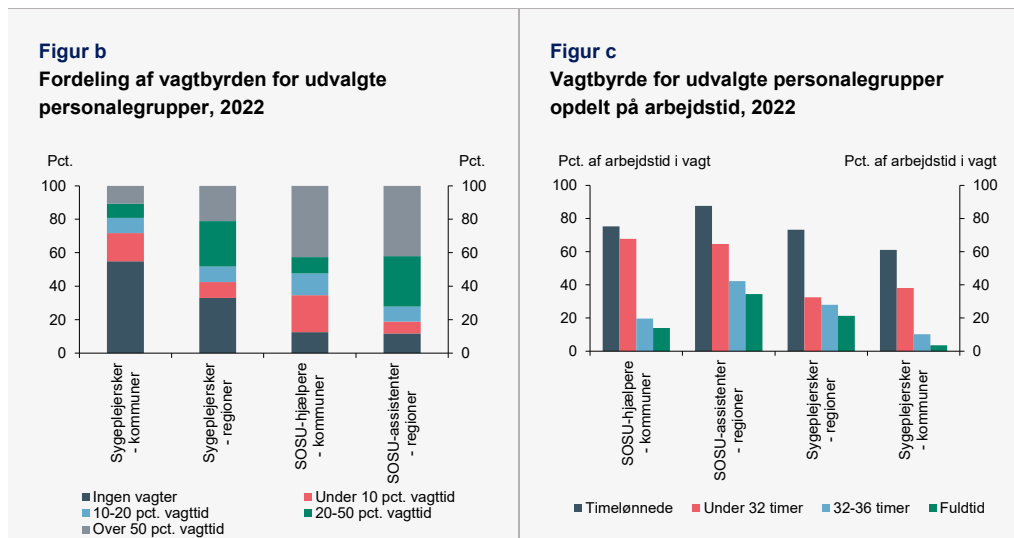 Figur b
Fordeling af vagtbyrden for udvalgte
personalegrupper, 2022
Pct.
Pct.
100
80
60
40
20
0
100
80
60
40
20
0
Sygeplejersker
- kommuner
Sygeplejersker
- regioner
SOSU-hjælpere
- kommuner
SOSU-assistenter
- regioner
Ingen vagter
Under 10 pct. vagttid
10-20 pct. vagttid
20-50 pct. vagttid
Over 50 pct. vagttid
Figur c
Vagtbyrde for udvalgte personalegrupper
opdelt på arbejdstid, 2022
Pct. af arbejdstid i vagt
Pct. af arbejdstid i vagt
100
80
60
40
20
0
100
80
60
40
20
0
SOSU-hjælpere
- kommuner
SOSU-assistenter
- regioner
Sygeplejersker
- regioner
Sygeplejersker
- kommuner
Timelønnede
Under 32 timer
32-36 timer
Fuldtid